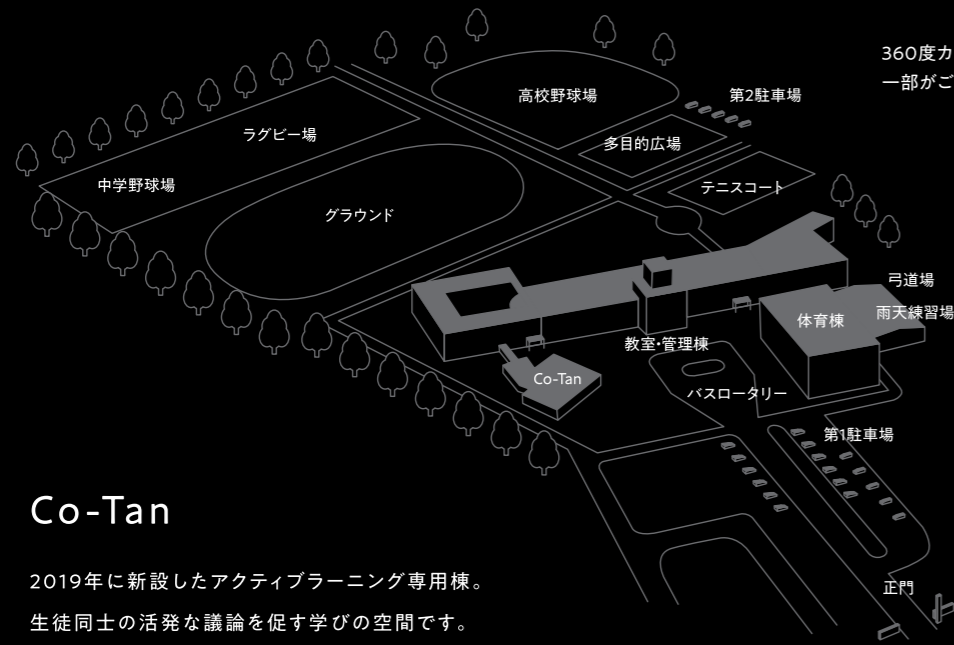 360度カ
一部がご
高校野球場
第2駐車場
ラグビー場
多目的広場
中学野球場
テニスコート
グラウンド
弓道場
雨天練習場
体育棟
教室・管理棟
Co-Tan
バスロータリー
第1駐車場
正門
Co-Tan
2019年に新設したアクティブラーニング専用棟。
生徒同士の活発な議論を促す学びの空間です。